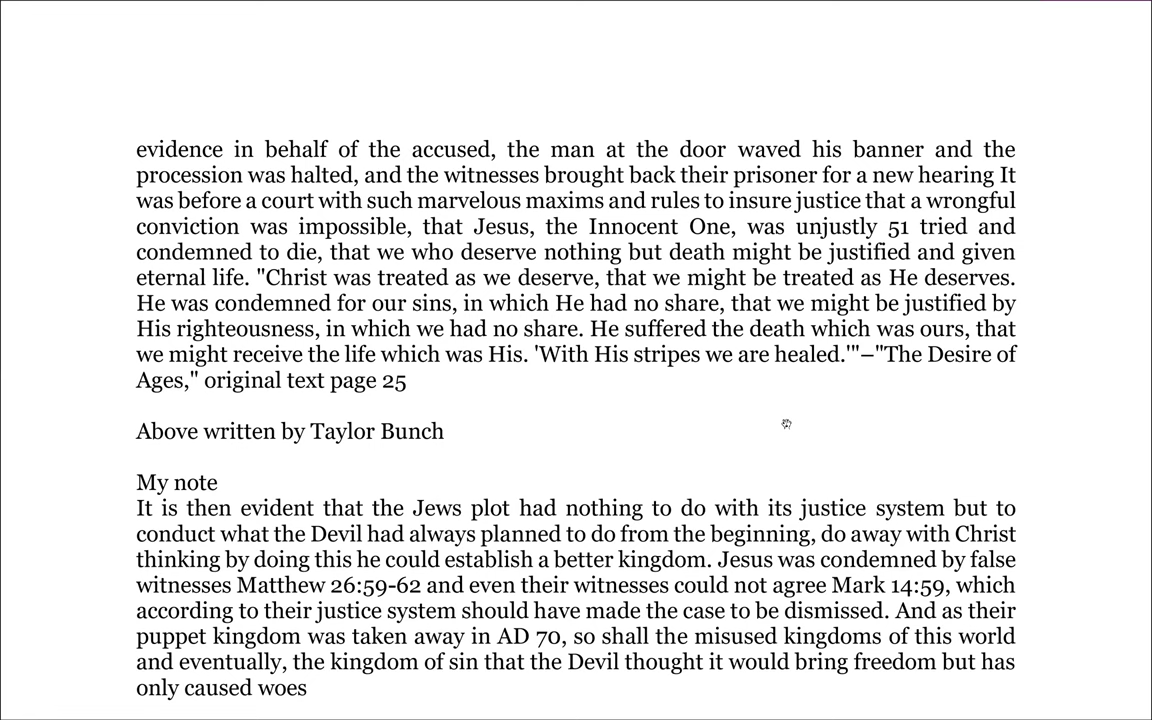 evidence in behalf of the accused, the man at the door waved his banner and the
procession was halted, and the witnesses brought back their prisoner for a new hearing It
was before a court with such marvelous maxims and rules to insure justice that a wrongful
conviction was impossible, that Jesus, the Innocent One, was unjustly 51 tried and
condemned to die, that we who deserve nothing but death might be justified and given
eternal life. "Christ was treated as we deserve, that we might be treated as He deserves.
He was condemned for our sins, in which He had no share, that we might be justified by
His righteousness, in which we had no share. He suffered the death which was ours, that
we might receive the life which was His. 'With His stripes we are healed.'"–"The Desire of
Ages," original text page 25
Above written by Taylor Bunch
My note
It is then evident that the Jews plot had nothing to do with its justice system but to
conduct what the Devil had always planned to do from the beginning, do away with Christ
thinking by doing this he could establish a better kingdom. Jesus was condemned by false
witnesses Matthew 26:59-62 and even their witnesses could not agree Mark 14:59, which
according to their justice system should have made the case to be dismissed. And as their
puppet kingdom was taken away in AD 70, so shall the misused kingdoms of this world
and eventually, the kingdom of sin that the Devil thought it would bring freedom but has
only caused woes